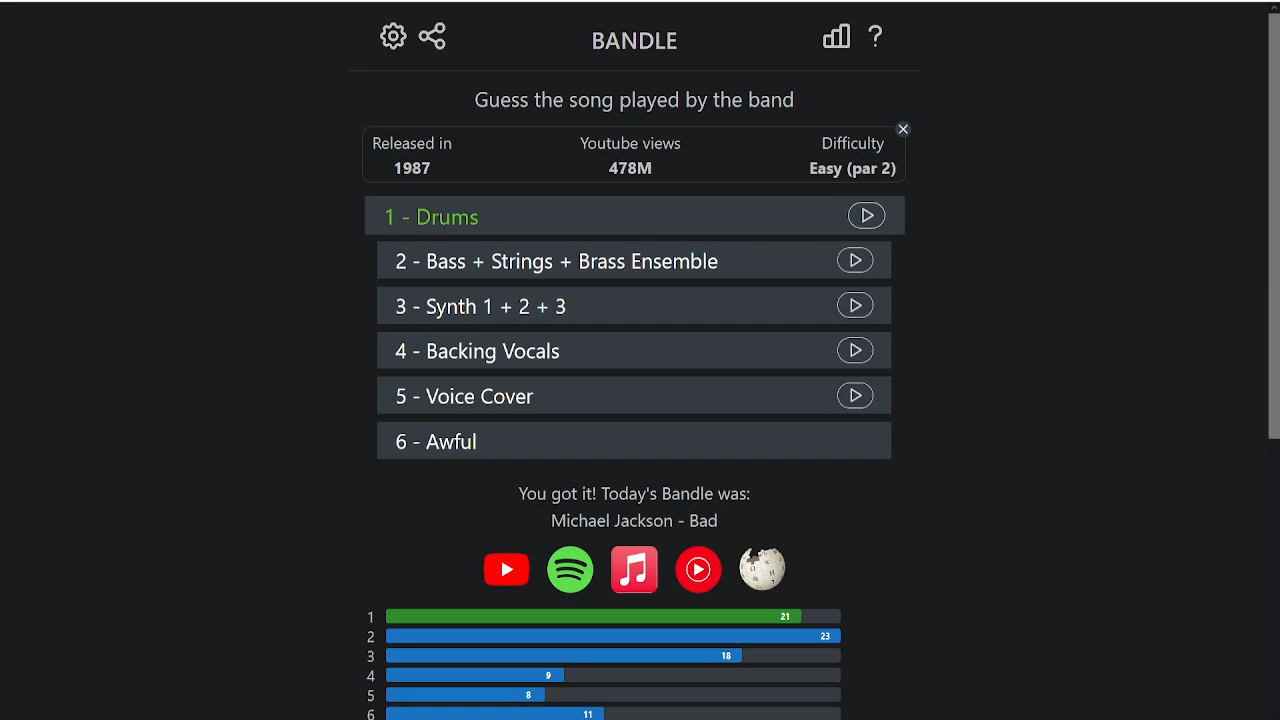 BANDLE
?
Guess the song played by the band
Released in
1987
Youtube views
478M
Difficulty
Easy (par 2)
1 - Drums
2 - Bass + Strings + Brass Ensemble
3 - Synth 1 + 2 + 3
4 - Backing Vocals
5 - Voice Cover
6 - Awful
You got it! Today's Bandle was:
Michael Jackson - Bad
1 21
2 23
3 18
4 9
5 8
6 11